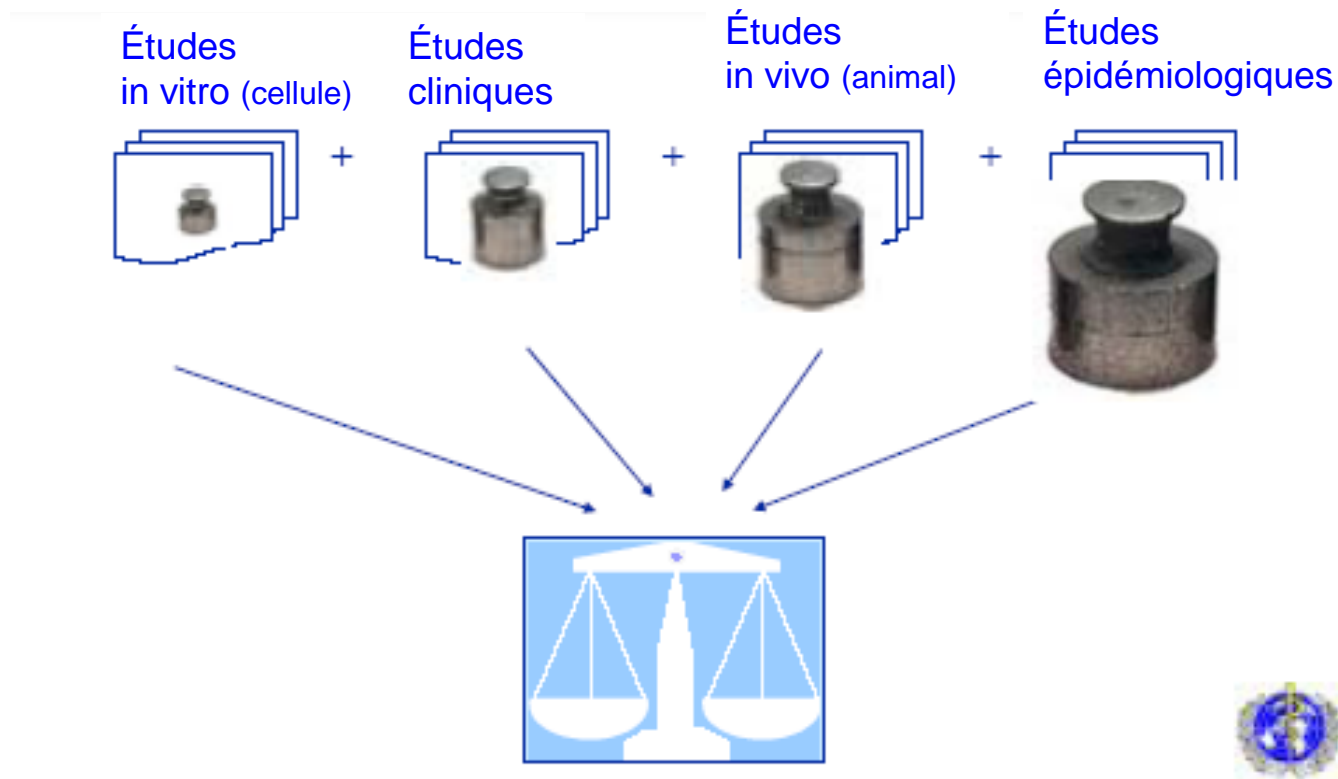 Études
in vitro (cellule)
Études
cliniques
Études
in vivo (animal)
Études
épidémiologiques
+
+
+